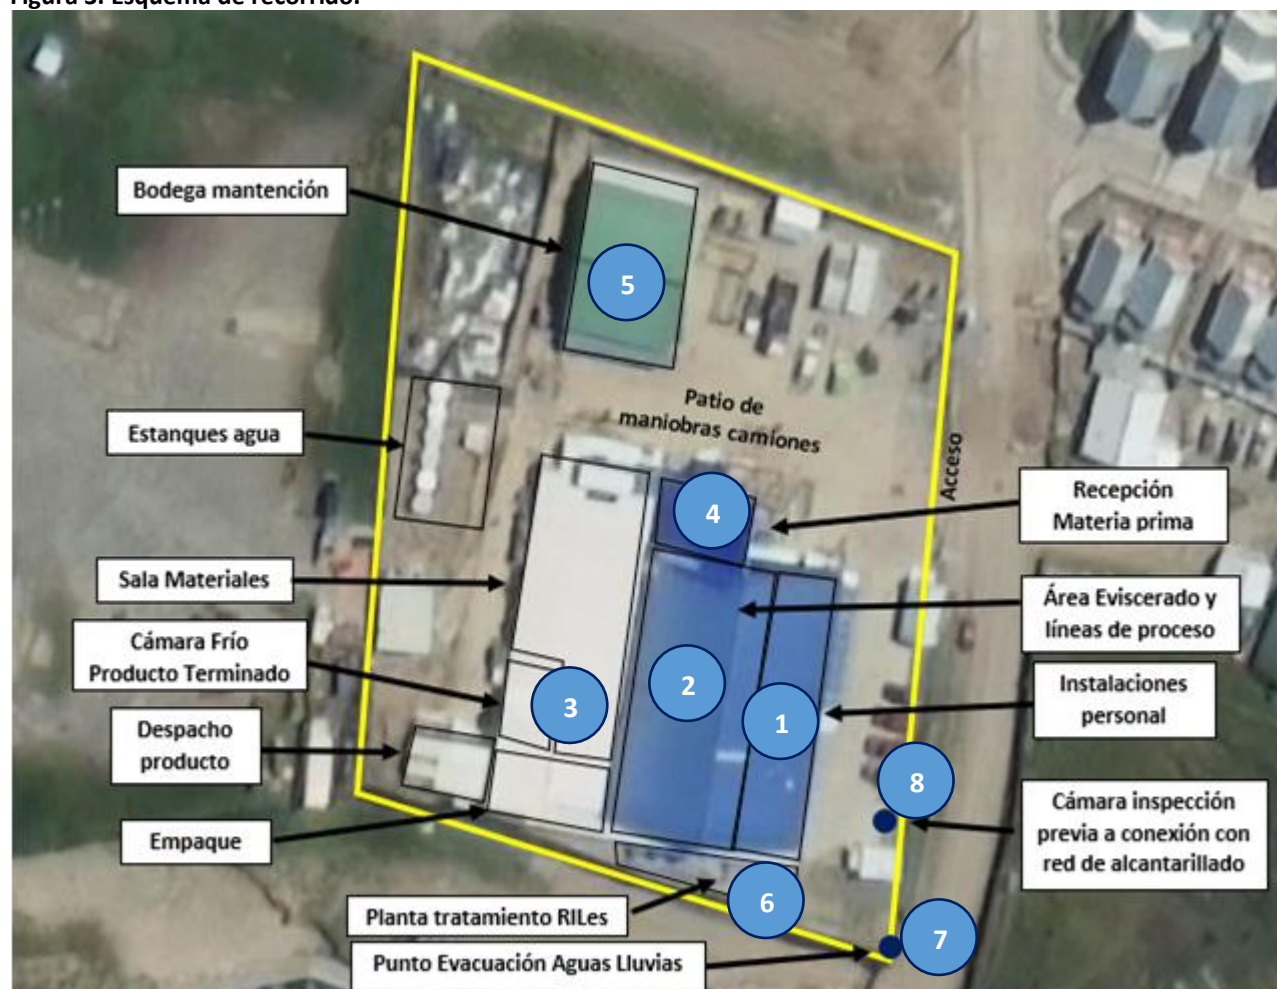 Figura 3. Esquema de recorrido.
Bodega mantención
5
Patio de
maniobras camiones
Estanques agua
Acceso
4
Recepción
Materia prima
Sala Materiales
Área Eviscerado y
líneas de proceso
Cámara Frío
Producto Terminado
3
2
1
Instalaciones
personal
Despacho
producto
8
Cámara inspección
previa a conexión con
red de alcantarillado
Empaque
6
Planta tratamiento RILes
7
Punto Evacuación Aguas Lluvias